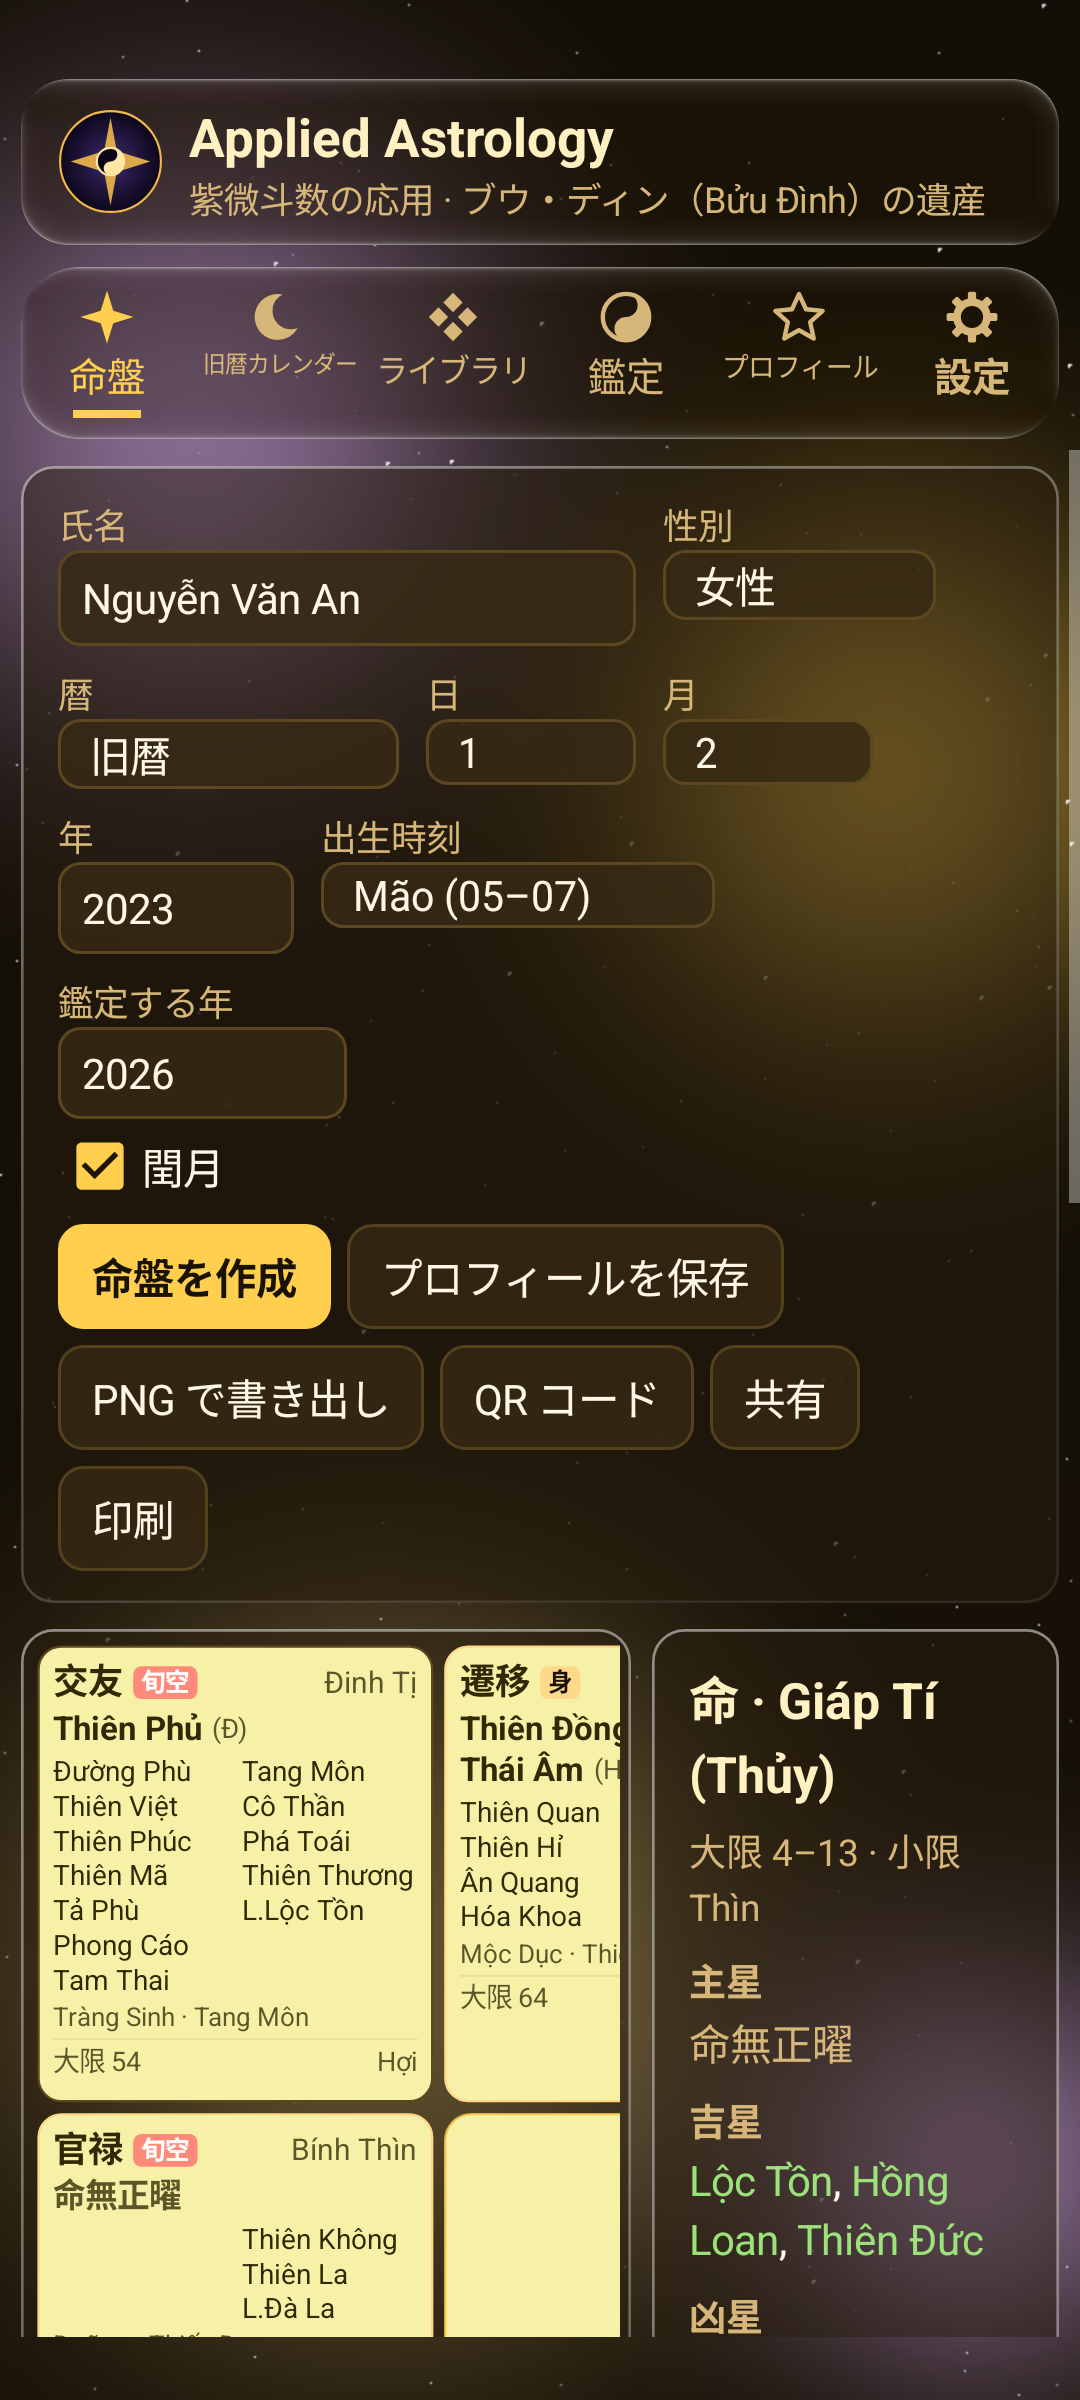 Applied Astrology
紫微斗数の応用 · ブウ・ディン（Bửu Đình）の遺産
命盤
旧暦カレンダー
ライブラリ
鑑定
プロフィール
設定
氏名
性別
Nguyễn Văn An
女性
暦
日
月
旧暦
1
2
年
出生時刻
2023
Mão (05–07)
鑑定する年
2026
閏月
命盤を作成
プロフィールを保存
PNG で書き出し
QR コード
共有
印刷
交友 旬空 Đinh Tị
Thiên Phủ (Đ)
Đường Phù Tang Môn
Thiên Việt Cô Thần
Thiên Phúc Phá Toái
Thiên Mã Thiên Thương
Tả Phù L.Lộc Tồn
Phong Cáo
Tam Thai
Tràng Sinh · Tang Môn
大限 54 Hợi
遷移 身
Thiên Đồng
Thái Âm (H
Thiên Quan
Thiên Hỉ
Ân Quang
Hóa Khoa
Mộc Dục · Thi
大限 64
官禄 旬空 Bính Thìn
命無正曜
Thiên Không
Thiên La
L.Đà La
命 · Giáp Tí
(Thủy)
大限 4–13 · 小限
Thìn
主星
命無正曜
吉星
Lộc Tồn, Hồng
Loan, Thiên Đức
凶星